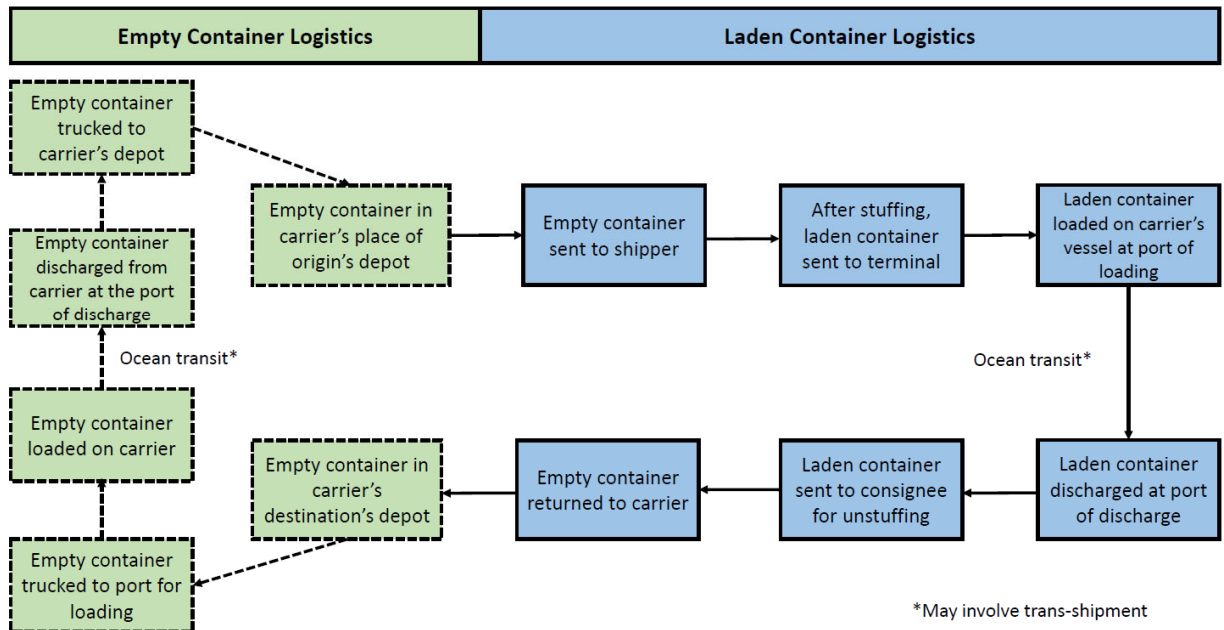 Empty Container Logistics
Laden Container Logistics
Empty container
trucked to
carrier’s depot
Empty container in
carrier’s place of
origin’s depot
Empty container
sent to shipper
After stuffing,
laden container
sent to terminal
Laden container
loaded on carrier’s
vessel at port of
loading
Empty container
discharged from
carrier at the port
of discharge
Ocean transit*
Ocean transit*
Empty container
loaded on carrier
Empty container in
carrier’s
destination’s depot
Empty container
returned to carrier
Laden container
sent to consignee
for unstuffing
Laden container
discharged at port
of discharge
Empty container
trucked to port for
loading
*May involve trans-shipment